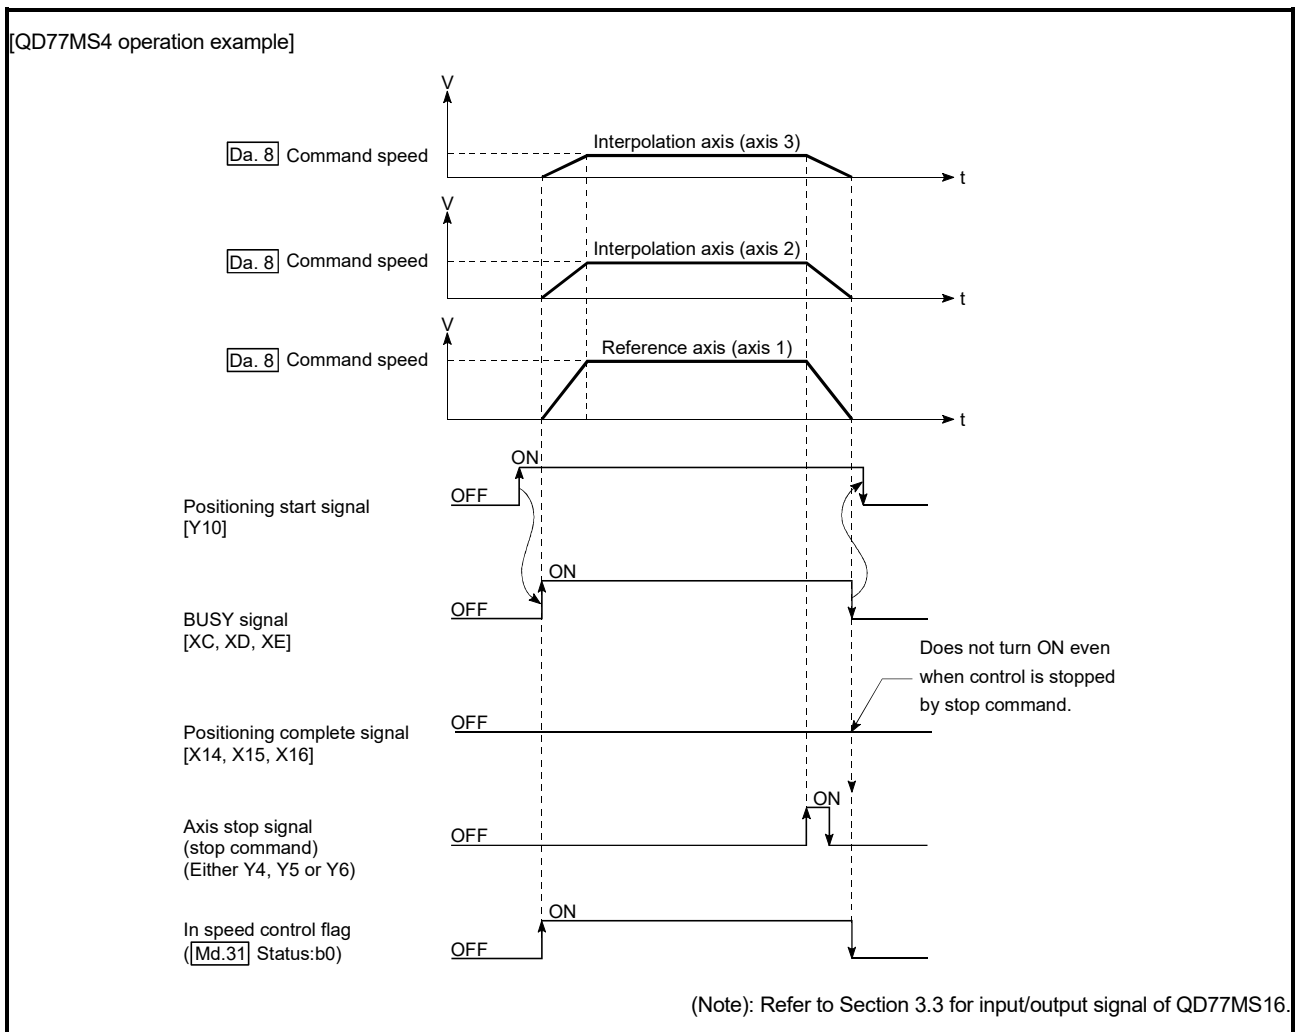 [QD77MS4 operation example]
V
Interpolation axis (axis 3)
Da. 8 Command speed
t
V
Interpolation axis (axis 2)
Da. 8 Command speed
t
V
Reference axis (axis 1)
Da. 8 Command speed
t
ON
OFF
Positioning start signal
[Y10]
ON
OFF
BUSY signal
[XC, XD, XE]
Does not turn ON even
when control is stopped
by stop command.
OFF
Positioning complete signal
[X14, X15, X16]
ON
OFF
Axis stop signal
(stop command)
(Either Y4, Y5 or Y6)
ON
OFF
In speed control flag
(Md.31 Status:b0)
(Note): Refer to Section 3.3 for input/output signal of QD77MS16.